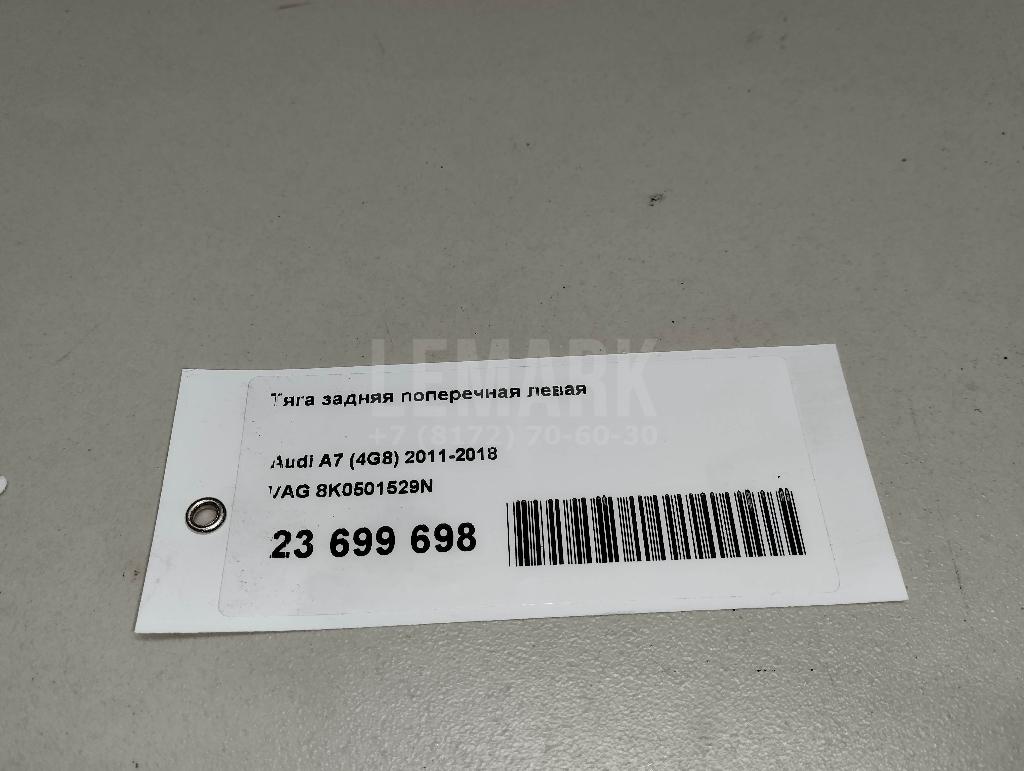 LEMARK
Тяга задняя поперечная левая
+7 (8172) 70-60-30
Audi A7 (4G8) 2011-2018
VAG 8K0501529N
23 699 698